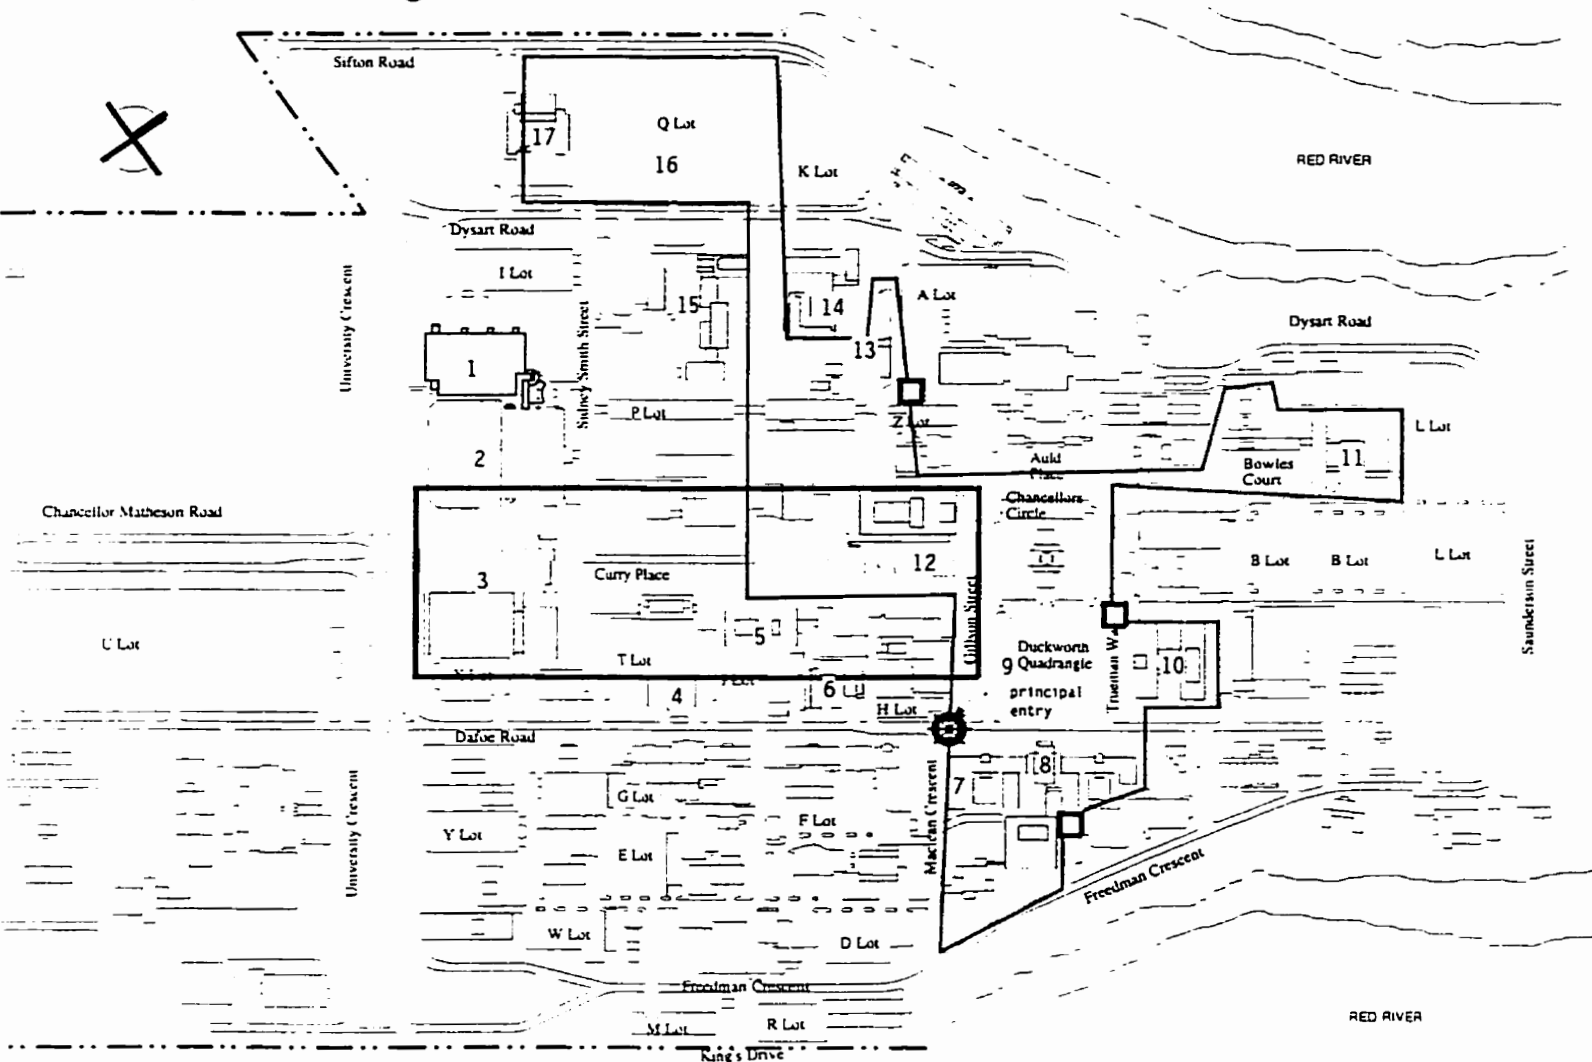 Sifton Road
17
Q Lot
16
K Lot
RED RIVER
Dysart Road
I Lot
University Crescent
Sidney Smith Street
15
14
A Lot
Dysart Road
13
1
P Lot
Z Lot
L Lot
2
Auld
Place
Bowles
Court
11
Chancellor Matheson Road
Chancellors
Circle
12
3
Curry Place
B Lot
B Lot
L Lot
Gillson Street
Saunderson Street
U Lot
5
T Lot
9
Duckworth
Quadrangle
principal
entry
Trueman
10
4
6
H Lot
Dafoe Road
8
7
Maclean Crescent
University Crescent
G Lot
Y Lot
F Lot
E Lot
Freedman Crescent
W Lot
D Lot
Freedman Crescent
M Lot
R Lot
RED RIVER
King's Drive